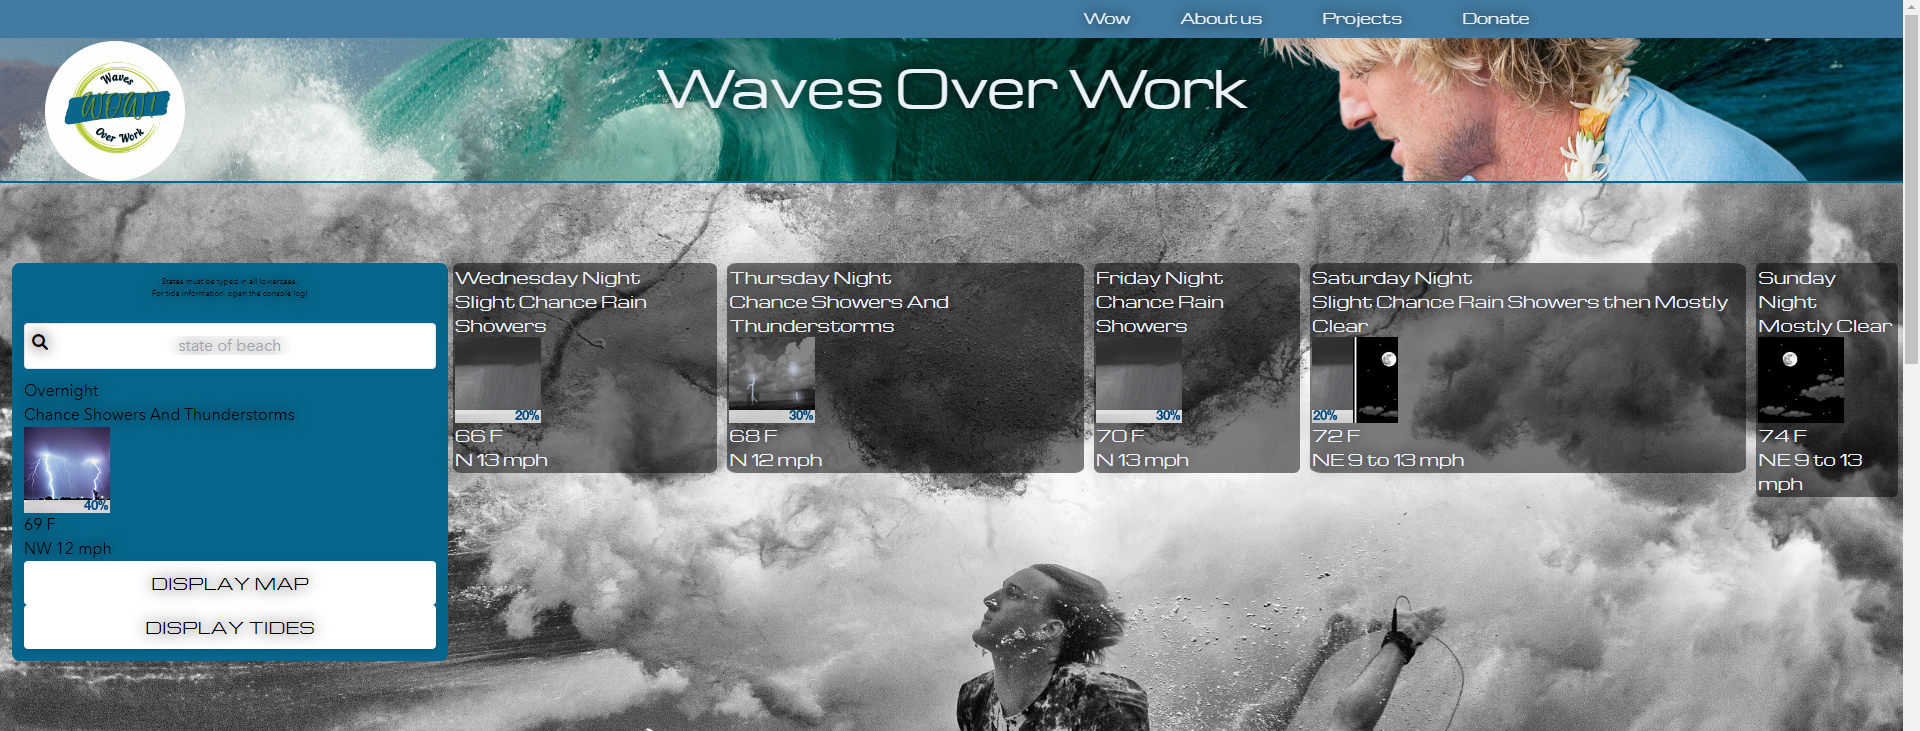 Wow About us Projects Donate
Waves
WOW!
Over Work
Waves Over Work
States must be typed in all lowercase.
For tide information, open the console log!
state of beach
Overnight
Chance Showers And Thunderstorms
40%
69 F
NW 12 mph
DISPLAY MAP
DISPLAY TIDES
Wednesday Night
Slight Chance Rain
Showers
20%
66 F
N 13 mph
Thursday Night
Chance Showers And
Thunderstorms
30%
68 F
N 12 mph
Friday Night
Chance Rain
Showers
30%
70 F
N 13 mph
Saturday Night
Slight Chance Rain Showers then Mostly
Clear
20%
72 F
NE 9 to 13 mph
Sunday
Night
Mostly Clear
74 F
NE 9 to 13
mph